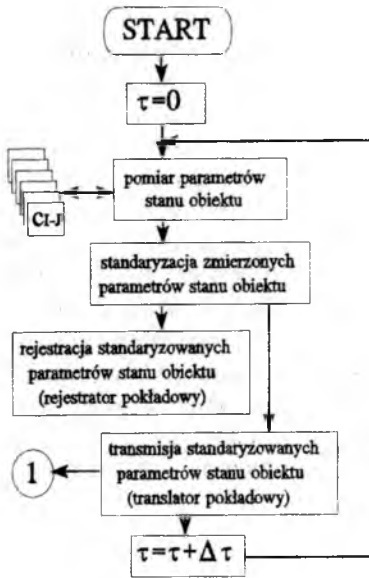 START
τ=0
pomiar parametrów
stanu obiektu
CI-J
standaryzacja zmierzonych
parametrów stanu obiektu
rejestracja standaryzowanych
parametrów stanu obiektu
(rejestrator pokładowy)
transmisja standaryzowanych
parametrów stanu obiektu
(translator pokładowy)
1
τ=τ+Δτ